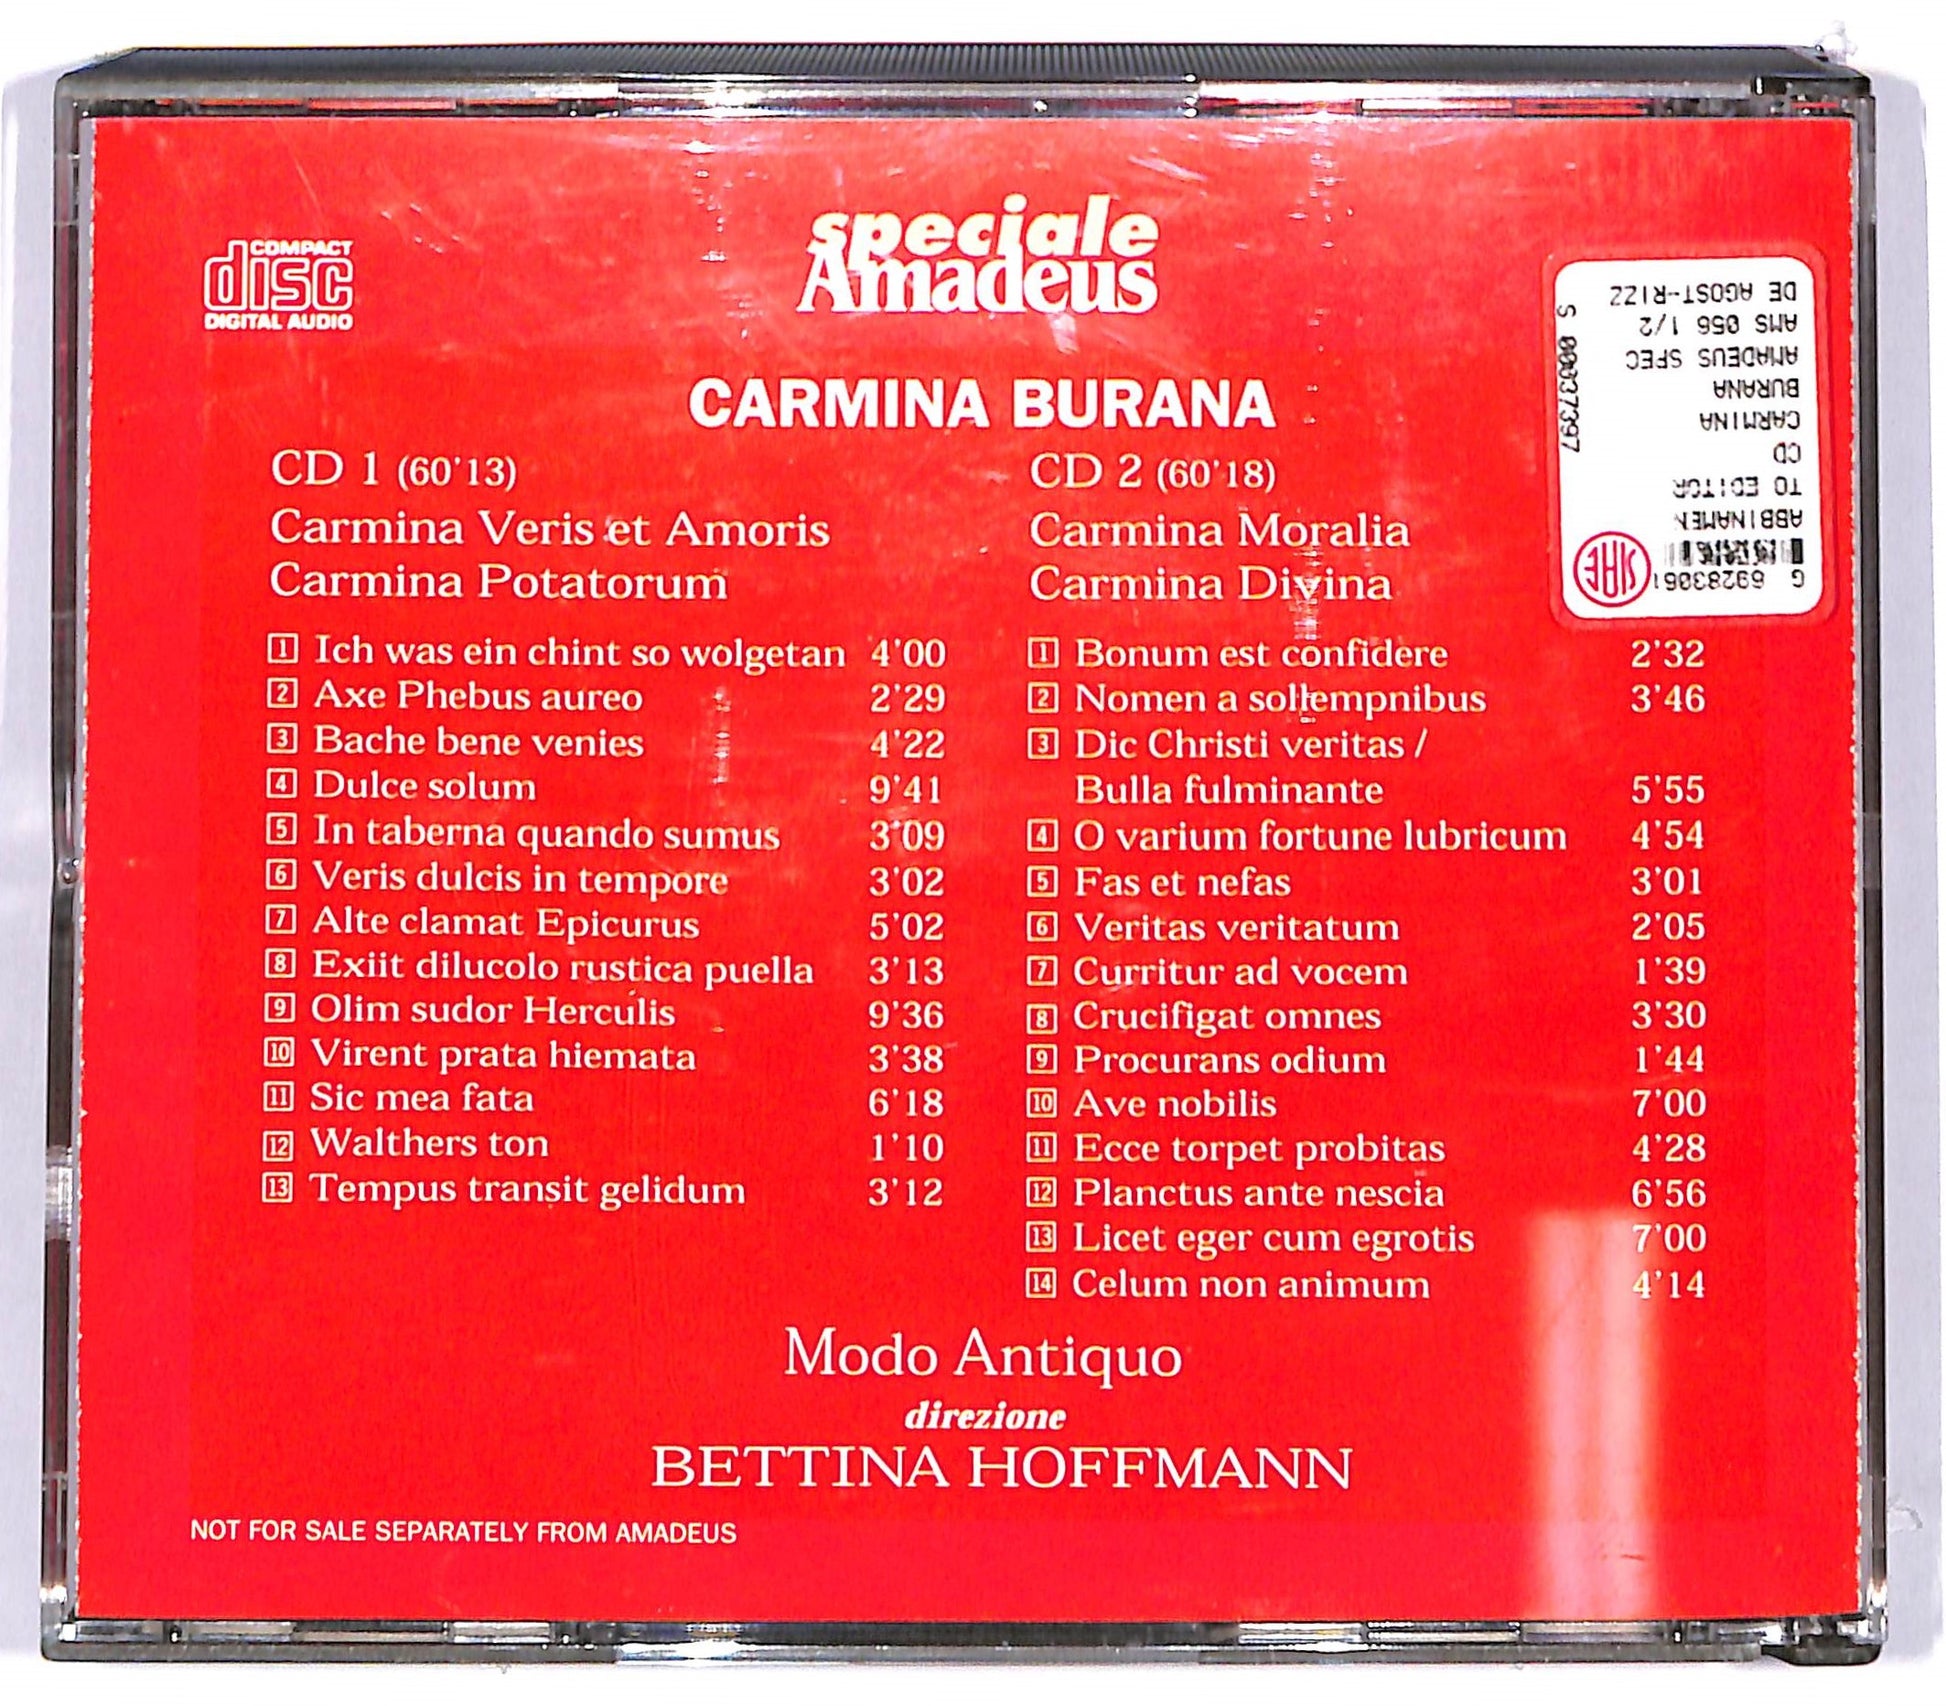 COMPACT
disc
DIGITAL AUDIO
speciale
Amadeus
DE AGOST-RIZZ
AMS 056 1/2
AMADEUS SPEC
BURANA
CARMINA
CD
TO EDITOR
ABBINAMEN
SIAE
S 000377397
CARMINA BURANA
CD 1 (60'13)
Carmina Veris et Amoris
Carmina Potatorum
1 Ich was ein chint so wolgetan 4'00
2 Axe Phebus aureo 2'29
3 Bache bene venies 4'22
4 Dulce solum 9'41
5 In taberna quando sumus 3'09
6 Veris dulcis in tempore 3'02
7 Alte clamat Epicurus 5'02
8 Exiit dilucolo rustica puella 3'13
9 Olim sudor Herculis 9'36
10 Virent prata hiemata 3'38
11 Sic mea fata 6'18
12 Walthers ton 1'10
13 Tempus transit gelidum 3'12
CD 2 (60'18)
Carmina Moralia
Carmina Divina
1 Bonum est confidere 2'32
2 Nomen a sollempnibus 3'46
3 Dic Christi veritas /
Bulla fulminante 5'55
4 O varium fortune lubricum 4'54
5 Fas et nefas 3'01
6 Veritas veritatum 2'05
7 Curritur ad vocem 1'39
8 Crucifigat omnes 3'30
9 Procurans odium 1'44
10 Ave nobilis 7'00
11 Ecce torpet probitas 4'28
12 Planctus ante nescia 6'56
13 Licet eger cum egrotis 7'00
14 Celum non animum 4'14
Modo Antiquo
direzione
BETTINA HOFFMANN
NOT FOR SALE SEPARATELY FROM AMADEUS